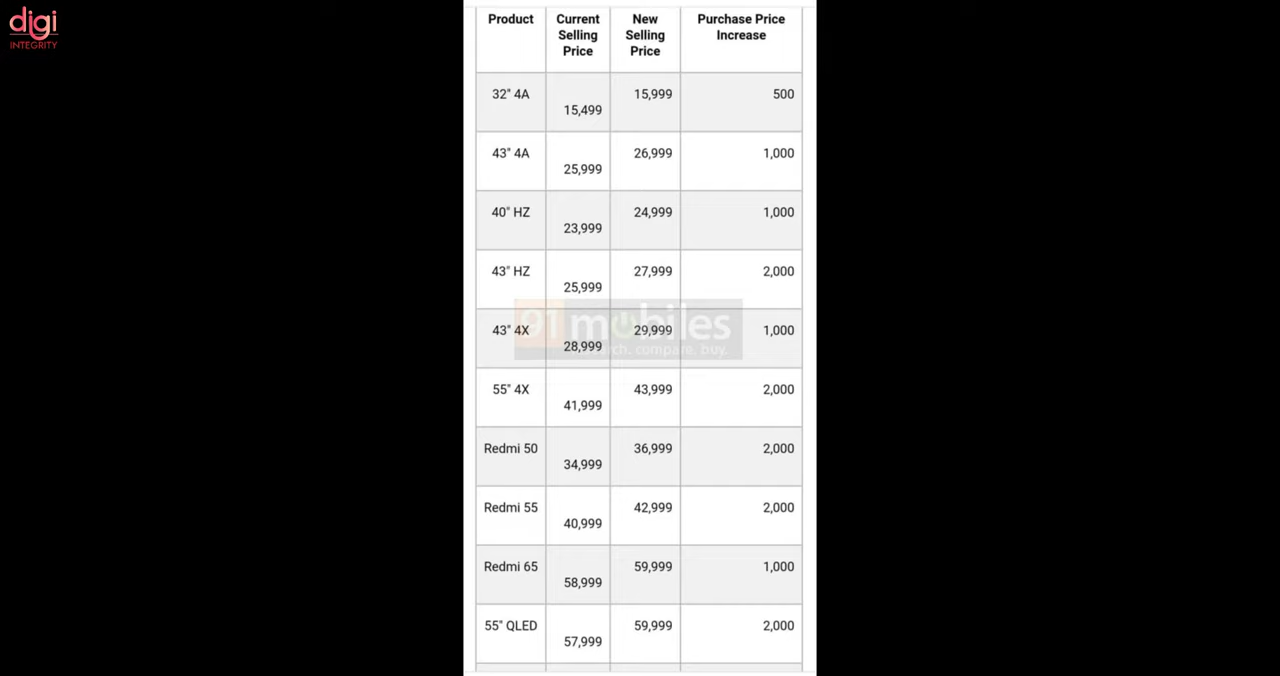 digi
INTEGRITY
Product Current Selling Price New Selling Price Purchase Price Increase
32" 4A 15,499 15,999 500
43" 4A 25,999 26,999 1,000
40" HZ 23,999 24,999 1,000
43" HZ 25,999 27,999 2,000
43" 4X 28,999 29,999 1,000
91mobiles
compare. buy.
55" 4X 41,999 43,999 2,000
Redmi 50 34,999 36,999 2,000
Redmi 55 40,999 42,999 2,000
Redmi 65 58,999 59,999 1,000
55" QLED 57,999 59,999 2,000